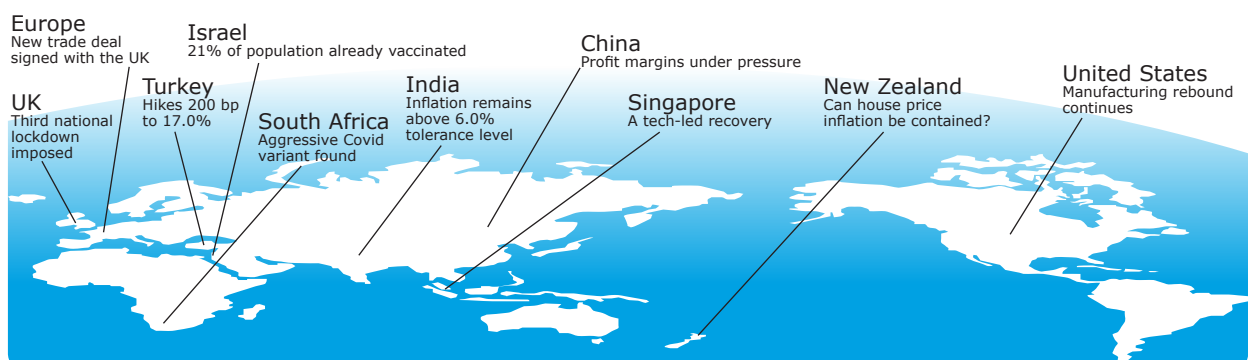 Europe
New trade deal
signed with the UK
Israel
21% of population already vaccinated
China
Profit margins under pressure
UK
Third national
lockdown
imposed
Turkey
Hikes 200 bp
to 17.0%
South Africa
Aggressive Covid
variant found
India
Inflation remains
above 6.0%
tolerance level
Singapore
A tech-led recovery
New Zealand
Can house price
inflation be contained?
United States
Manufacturing rebound
continues